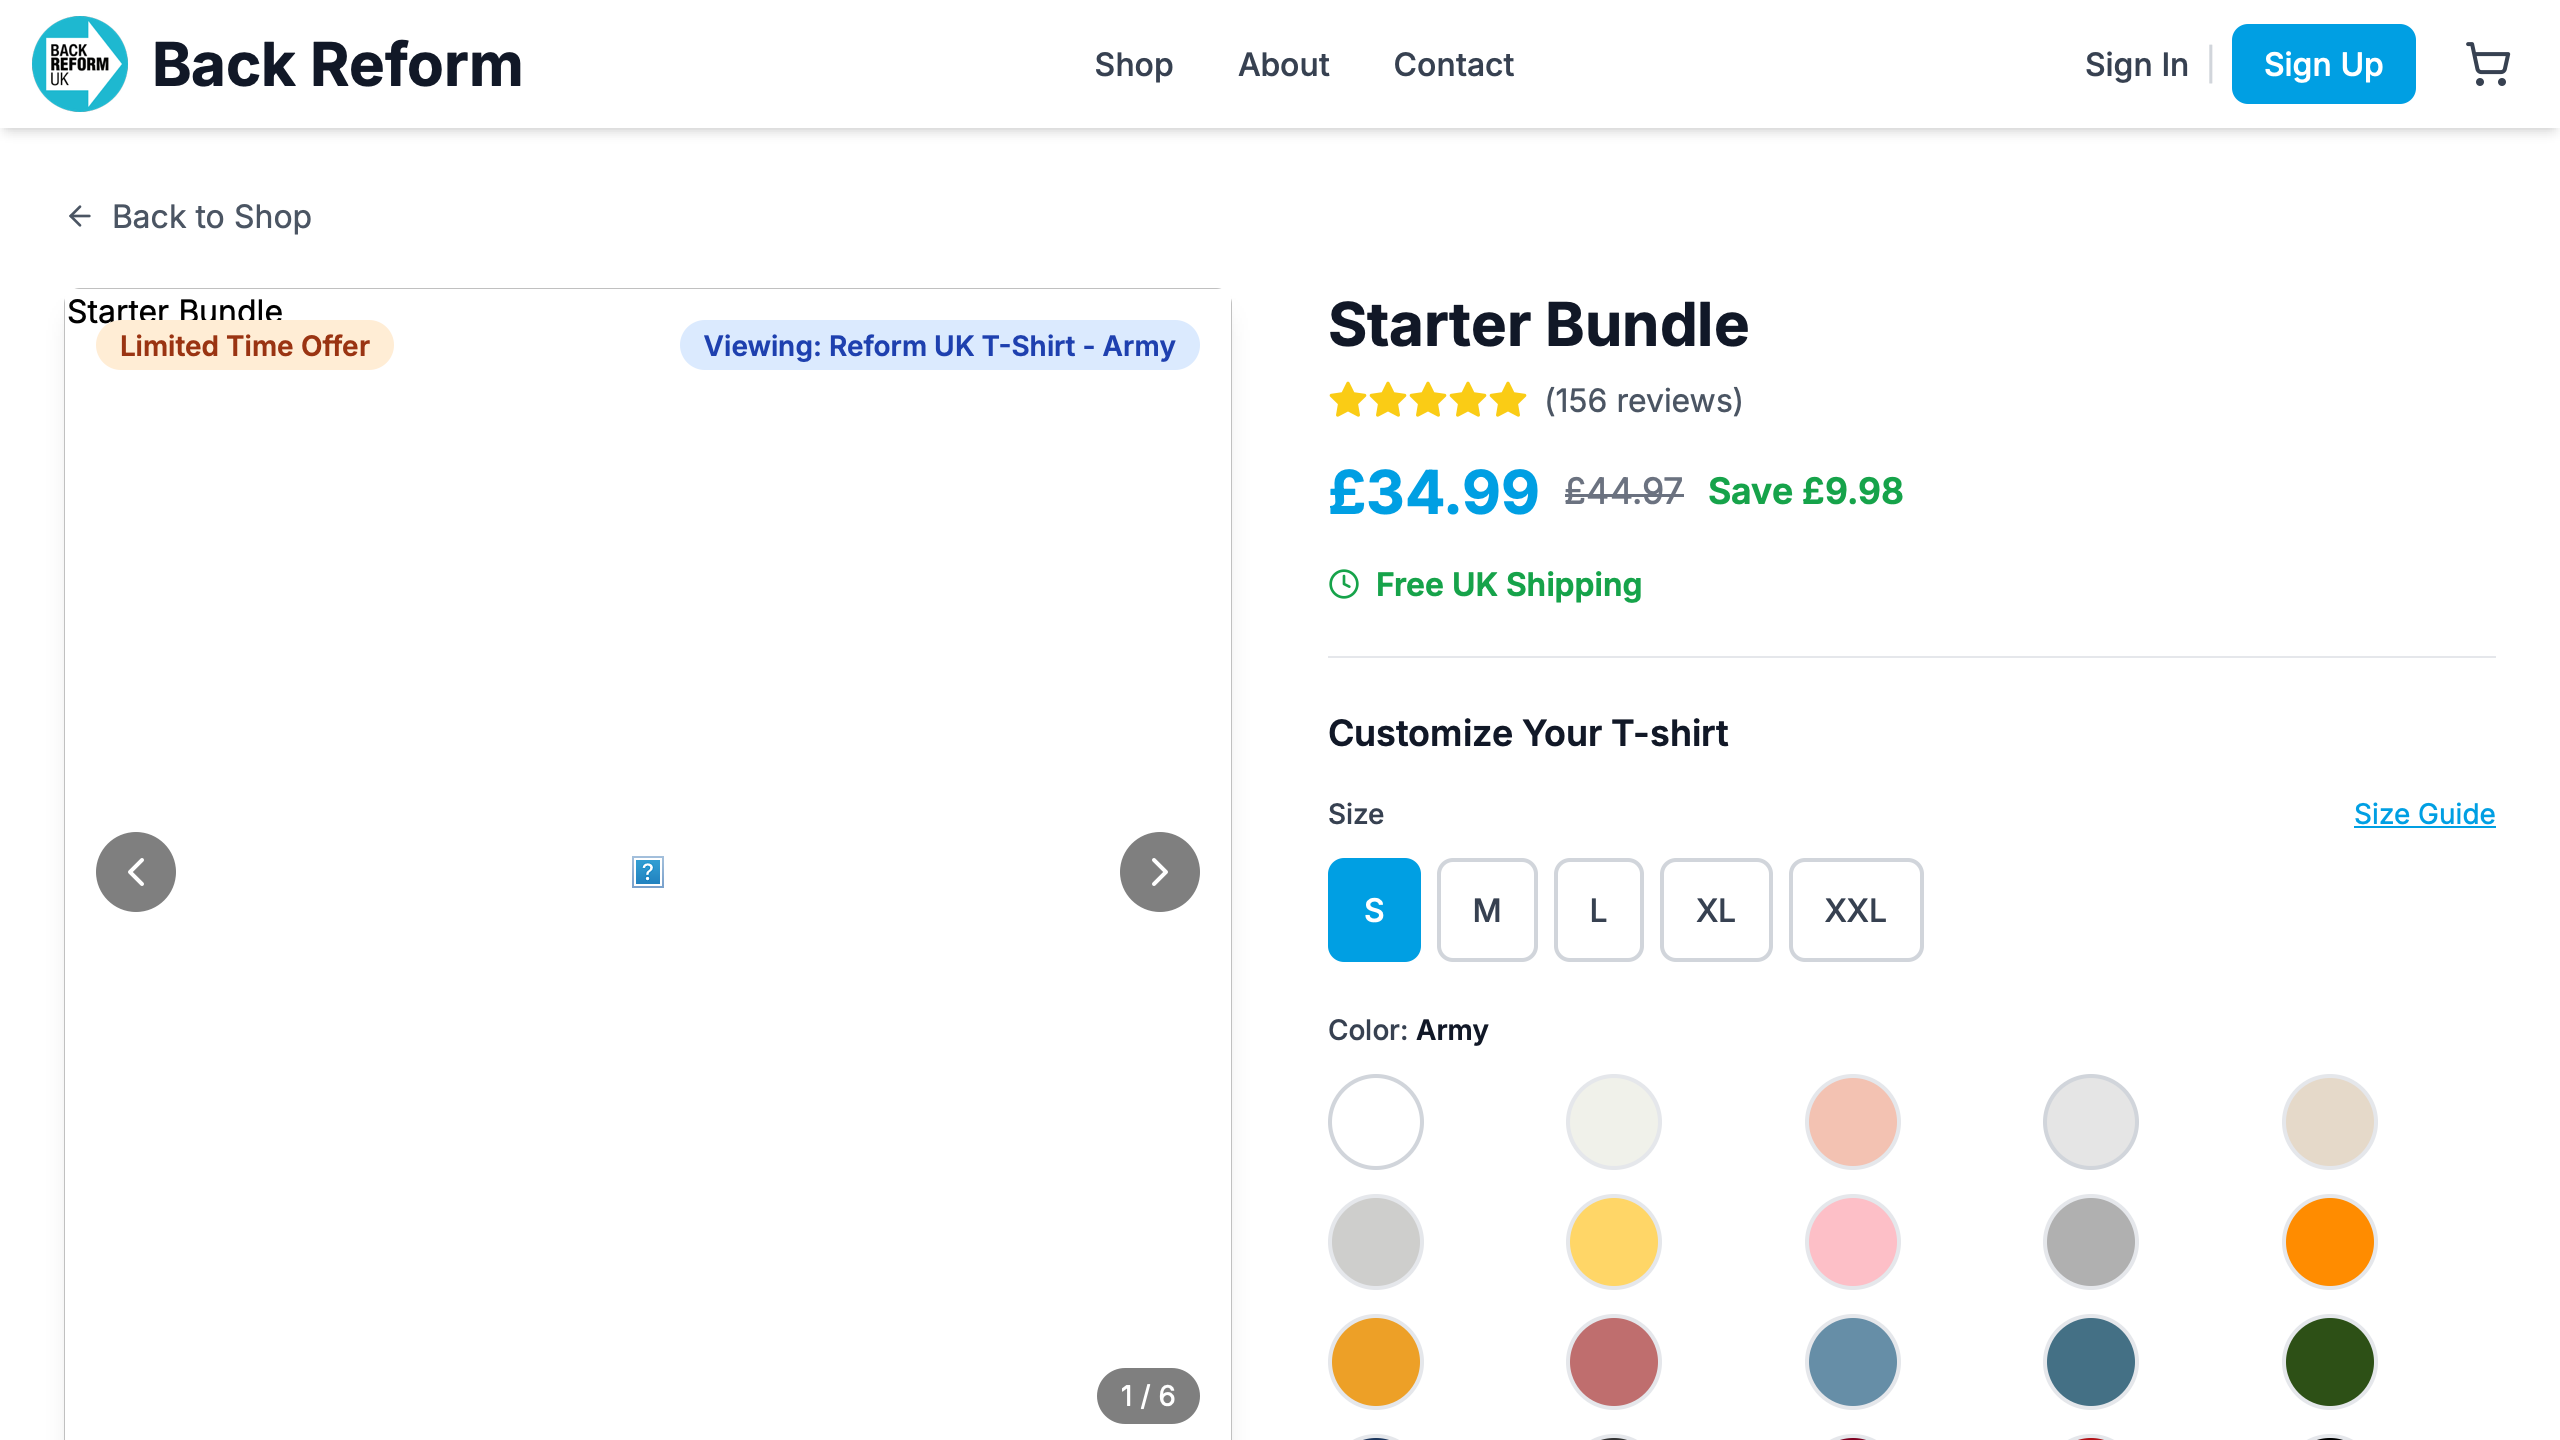 BACK
REFORM
UK
Back Reform
Shop
About
Contact
Sign In
Sign Up
Back to Shop
Starter Bundle
Limited Time Offer
Viewing: Reform UK T-Shirt - Army
1 / 6
Starter Bundle
(156 reviews)
£34.99 £44.97 Save £9.98
Free UK Shipping
Customize Your T-shirt
Size
Size Guide
S
M
L
XL
XXL
Color: Army